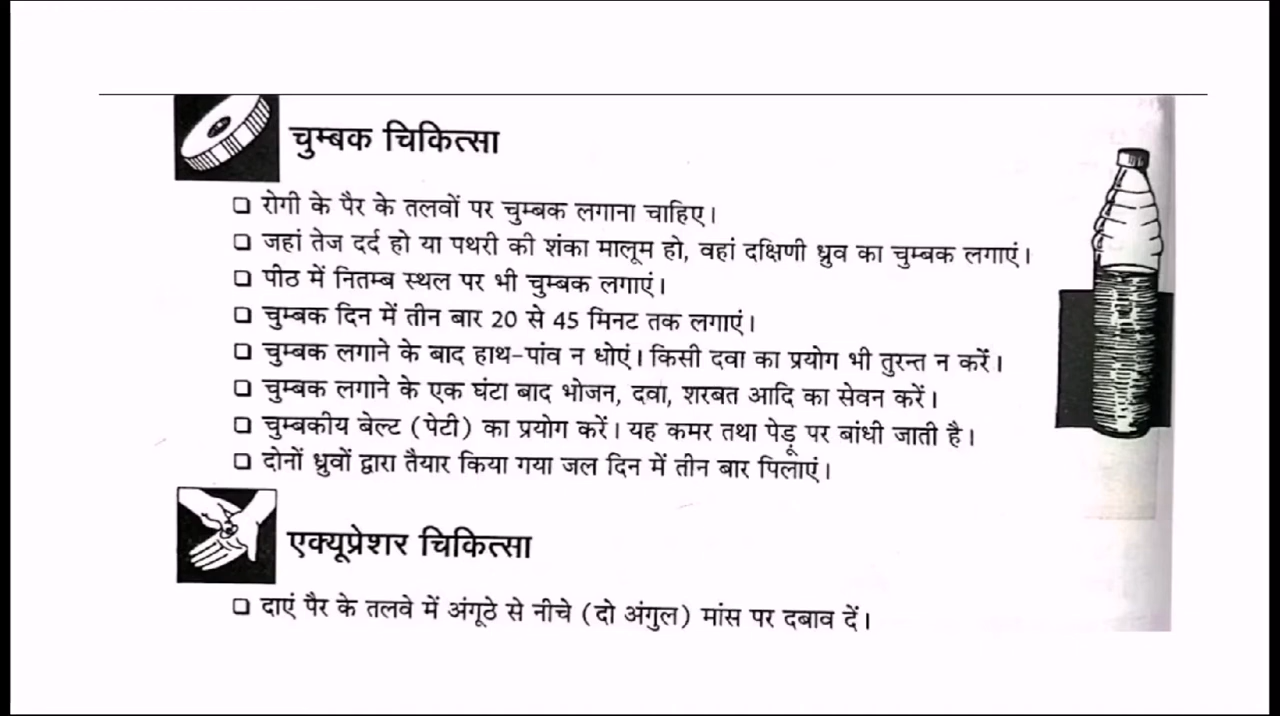 चुम्बक चिकित्सा
❑ रोगी के पैर के तलवों पर चुम्बक लगाना चाहिए।
❑ जहां तेज दर्द हो या पथरी की शंका मालूम हो, वहां दक्षिणी ध्रुव का चुम्बक लगाएं।
❑ पीठ में नितम्ब स्थल पर भी चुम्बक लगाएं।
❑ चुम्बक दिन में तीन बार 20 से 45 मिनट तक लगाएं।
❑ चुम्बक लगाने के बाद हाथ-पांव न धोएं। किसी दवा का प्रयोग भी तुरन्त न करें।
❑ चुम्बक लगाने के एक घंटा बाद भोजन, दवा, शरबत आदि का सेवन करें।
❑ चुम्बकीय बेल्ट (पेटी) का प्रयोग करें। यह कमर तथा पेड़ू पर बांधी जाती है।
❑ दोनों ध्रुवों द्वारा तैयार किया गया जल दिन में तीन बार पिलाएं।
एक्यूप्रेशर चिकित्सा
❑ दाएं पैर के तलवे में अंगूठे से नीचे (दो अंगुल) मांस पर दबाव दें।